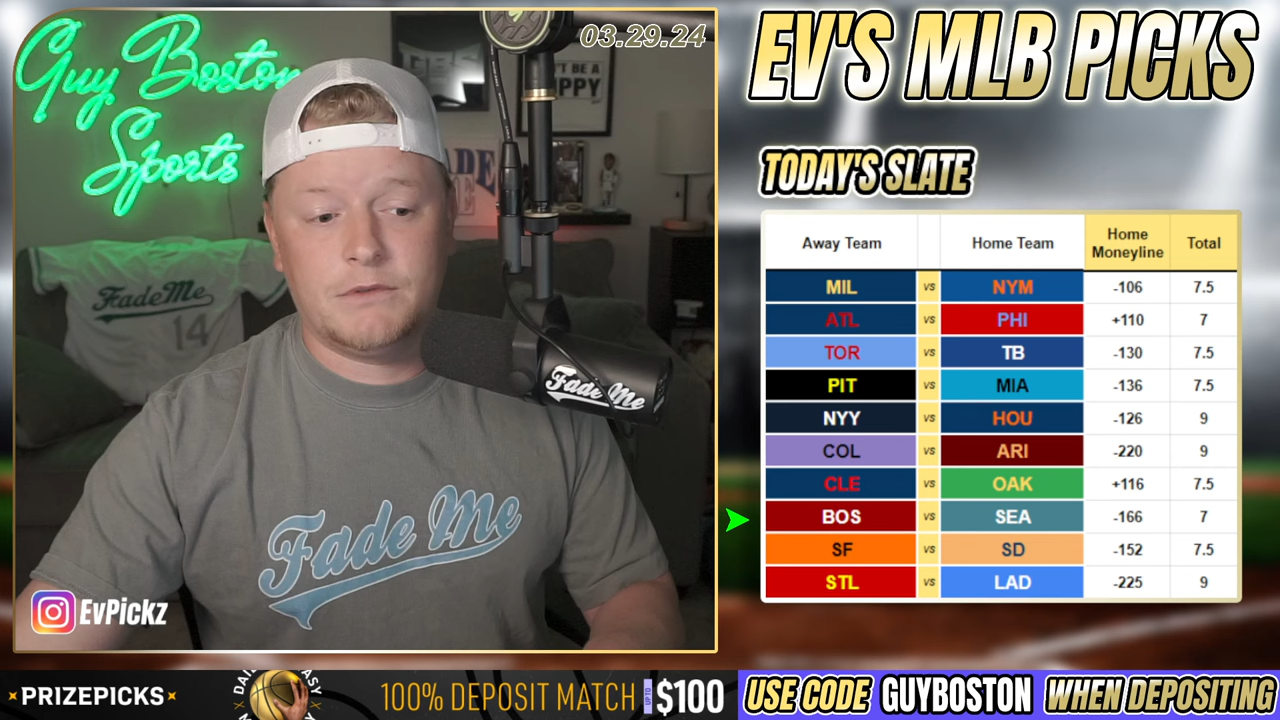 Guy Boston
Sports
03.29.24
FadeMe
14
Fade Me
Fade Me
EvPickz
EV'S MLB PICKS
TODAY'S SLATE
Away Team Home Team Home Moneyline Total
MIL vs NYM -106 7.5
ATL vs PHI +110 7
TOR vs TB -130 7.5
PIT vs MIA -136 7.5
NYY vs HOU -126 9
COL vs ARI -220 9
CLE vs OAK +116 7.5
BOS vs SEA -166 7
SF vs SD -152 7.5
STL vs LAD -225 9
PRIZEPICKS
100% DEPOSIT MATCH UP TO $100
USE CODE GUYBOSTON WHEN DEPOSITING